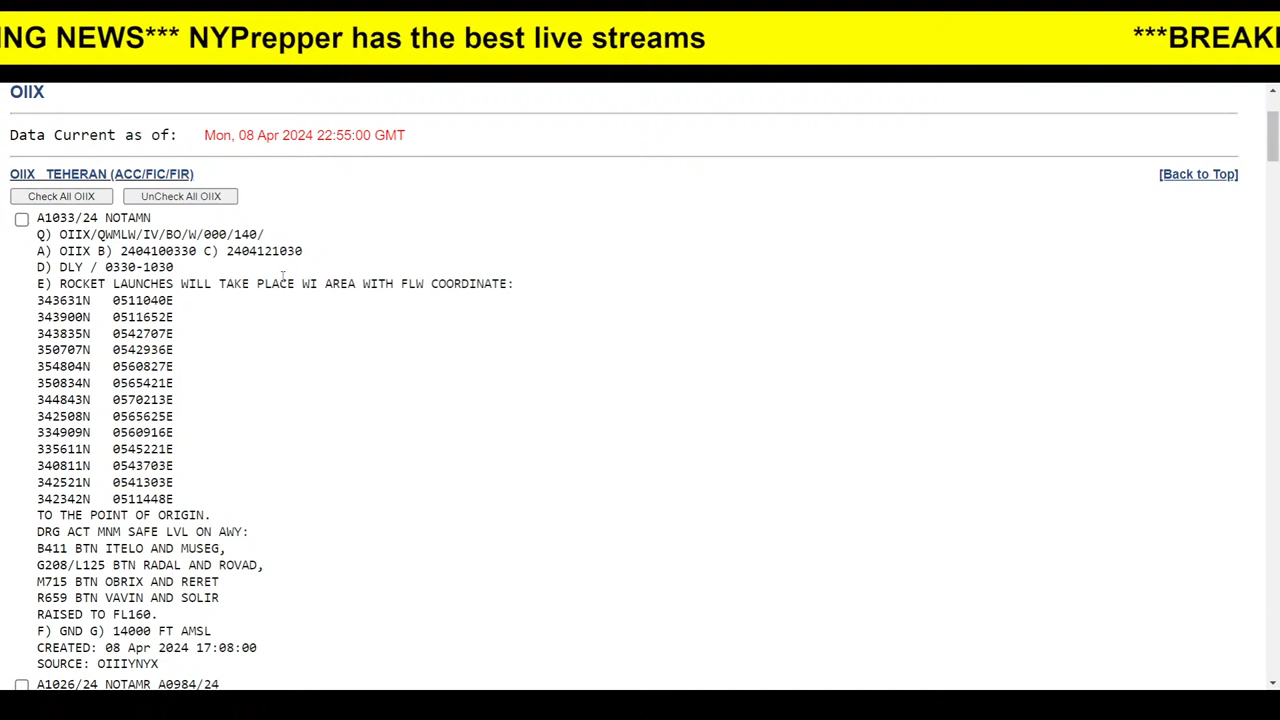 ING NEWS*** NYPrepper has the best live streams ***BREAK
OIIX
Data Current as of: Mon, 08 Apr 2024 22:55:00 GMT
OIIX TEHERAN (ACC/FIC/FIR) [Back to Top]
Check All OIIX UnCheck All OIIX
A1033/24 NOTAMN
Q) OIIX/QWMLW/IV/BO/W/000/140/
A) OIIX B) 2404100330 C) 2404121030
D) DLY / 0330-1030
E) ROCKET LAUNCHES WILL TAKE PLACE WI AREA WITH FLW COORDINATE:
343631N 0511040E
343900N 0511652E
343835N 0542707E
350707N 0542936E
354804N 0560827E
350834N 0565421E
344843N 0570213E
342508N 0565625E
334909N 0560916E
335611N 0545221E
340811N 0543703E
342521N 0541303E
342342N 0511448E
TO THE POINT OF ORIGIN.
DRG ACT MNM SAFE LVL ON AWY:
B411 BTN ITELO AND MUSEG,
G208/L125 BTN RADAL AND ROVAD,
M715 BTN OBRIX AND RERET
R659 BTN VAVIN AND SOLIR
RAISED TO FL160.
F) GND G) 14000 FT AMSL
CREATED: 08 Apr 2024 17:08:00
SOURCE: OIIIYNYX
A1026/24 NOTAMR A0984/24